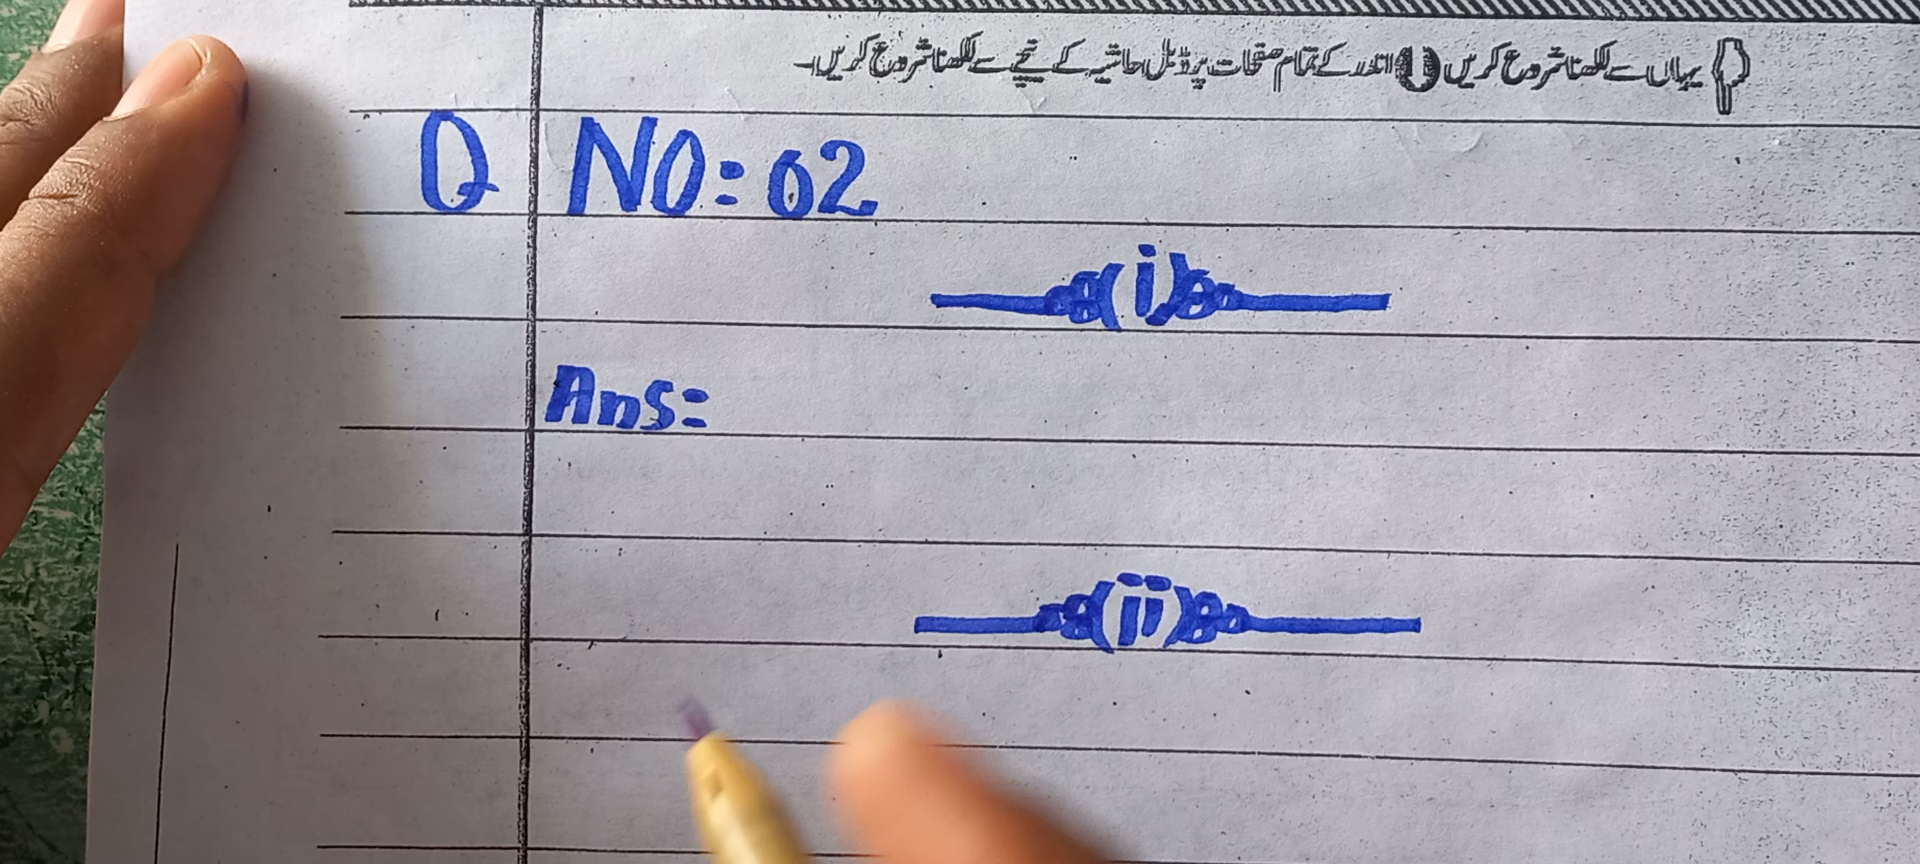 یہاں سے لکھنا شروع کریں اندر کے تمام صفحات پر ڈبل حاشیہ کے نیچے سے لکھنا شروع کریں۔
Q NO: 02
(i)
Ans:
(ii)